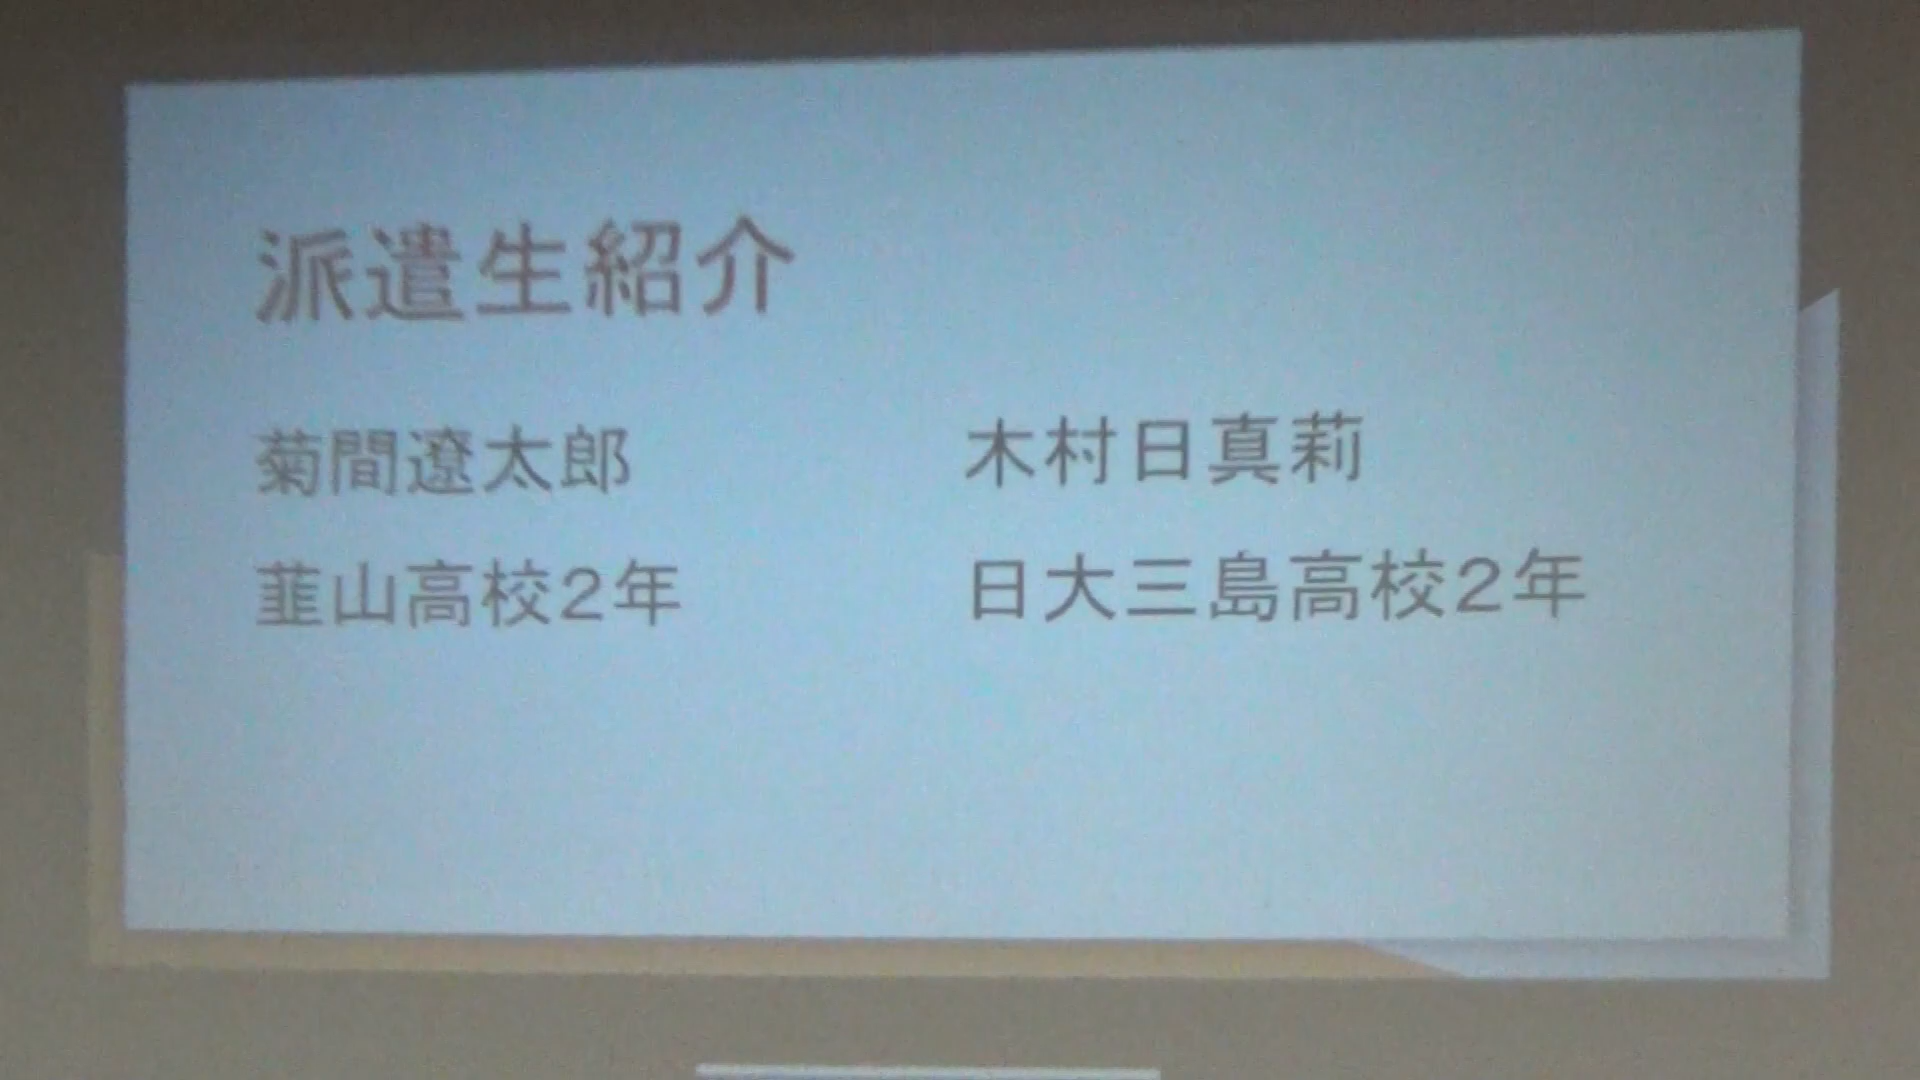 派遣生紹介
菊間遼太郎
韮山高校2年
木村日真莉
日大三島高校2年